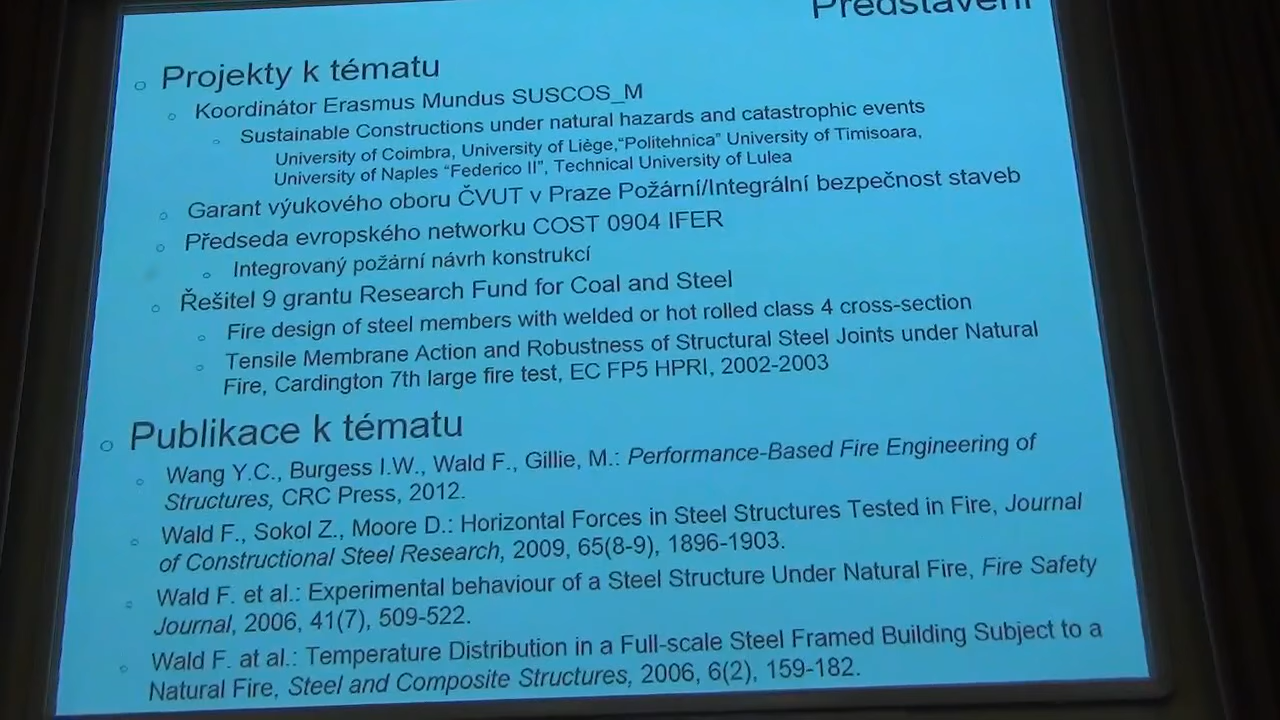 Představení
Projekty k tématu
Koordinátor Erasmus Mundus SUSCOS_M
Sustainable Constructions under natural hazards and catastrophic events
University of Coimbra, University of Liège,“Politehnica” University of Timisoara,
University of Naples “Federico II”, Technical University of Lulea
Garant výukového oboru ČVUT v Praze Požární/Integrální bezpečnost staveb
Předseda evropského networku COST 0904 IFER
Integrovaný požární návrh konstrukcí
Řešitel 9 grantu Research Fund for Coal and Steel
Fire design of steel members with welded or hot rolled class 4 cross-section
Tensile Membrane Action and Robustness of Structural Steel Joints under Natural
Fire, Cardington 7th large fire test, EC FP5 HPRI, 2002-2003
Publikace k tématu
Wang Y.C., Burgess I.W., Wald F., Gillie, M.: Performance-Based Fire Engineering of
Structures, CRC Press, 2012.
Wald F., Sokol Z., Moore D.: Horizontal Forces in Steel Structures Tested in Fire, Journal
of Constructional Steel Research, 2009, 65(8-9), 1896-1903.
Wald F. et al.: Experimental behaviour of a Steel Structure Under Natural Fire, Fire Safety
Journal, 2006, 41(7), 509-522.
Wald F. at al.: Temperature Distribution in a Full-scale Steel Framed Building Subject to a
Natural Fire, Steel and Composite Structures, 2006, 6(2), 159-182.